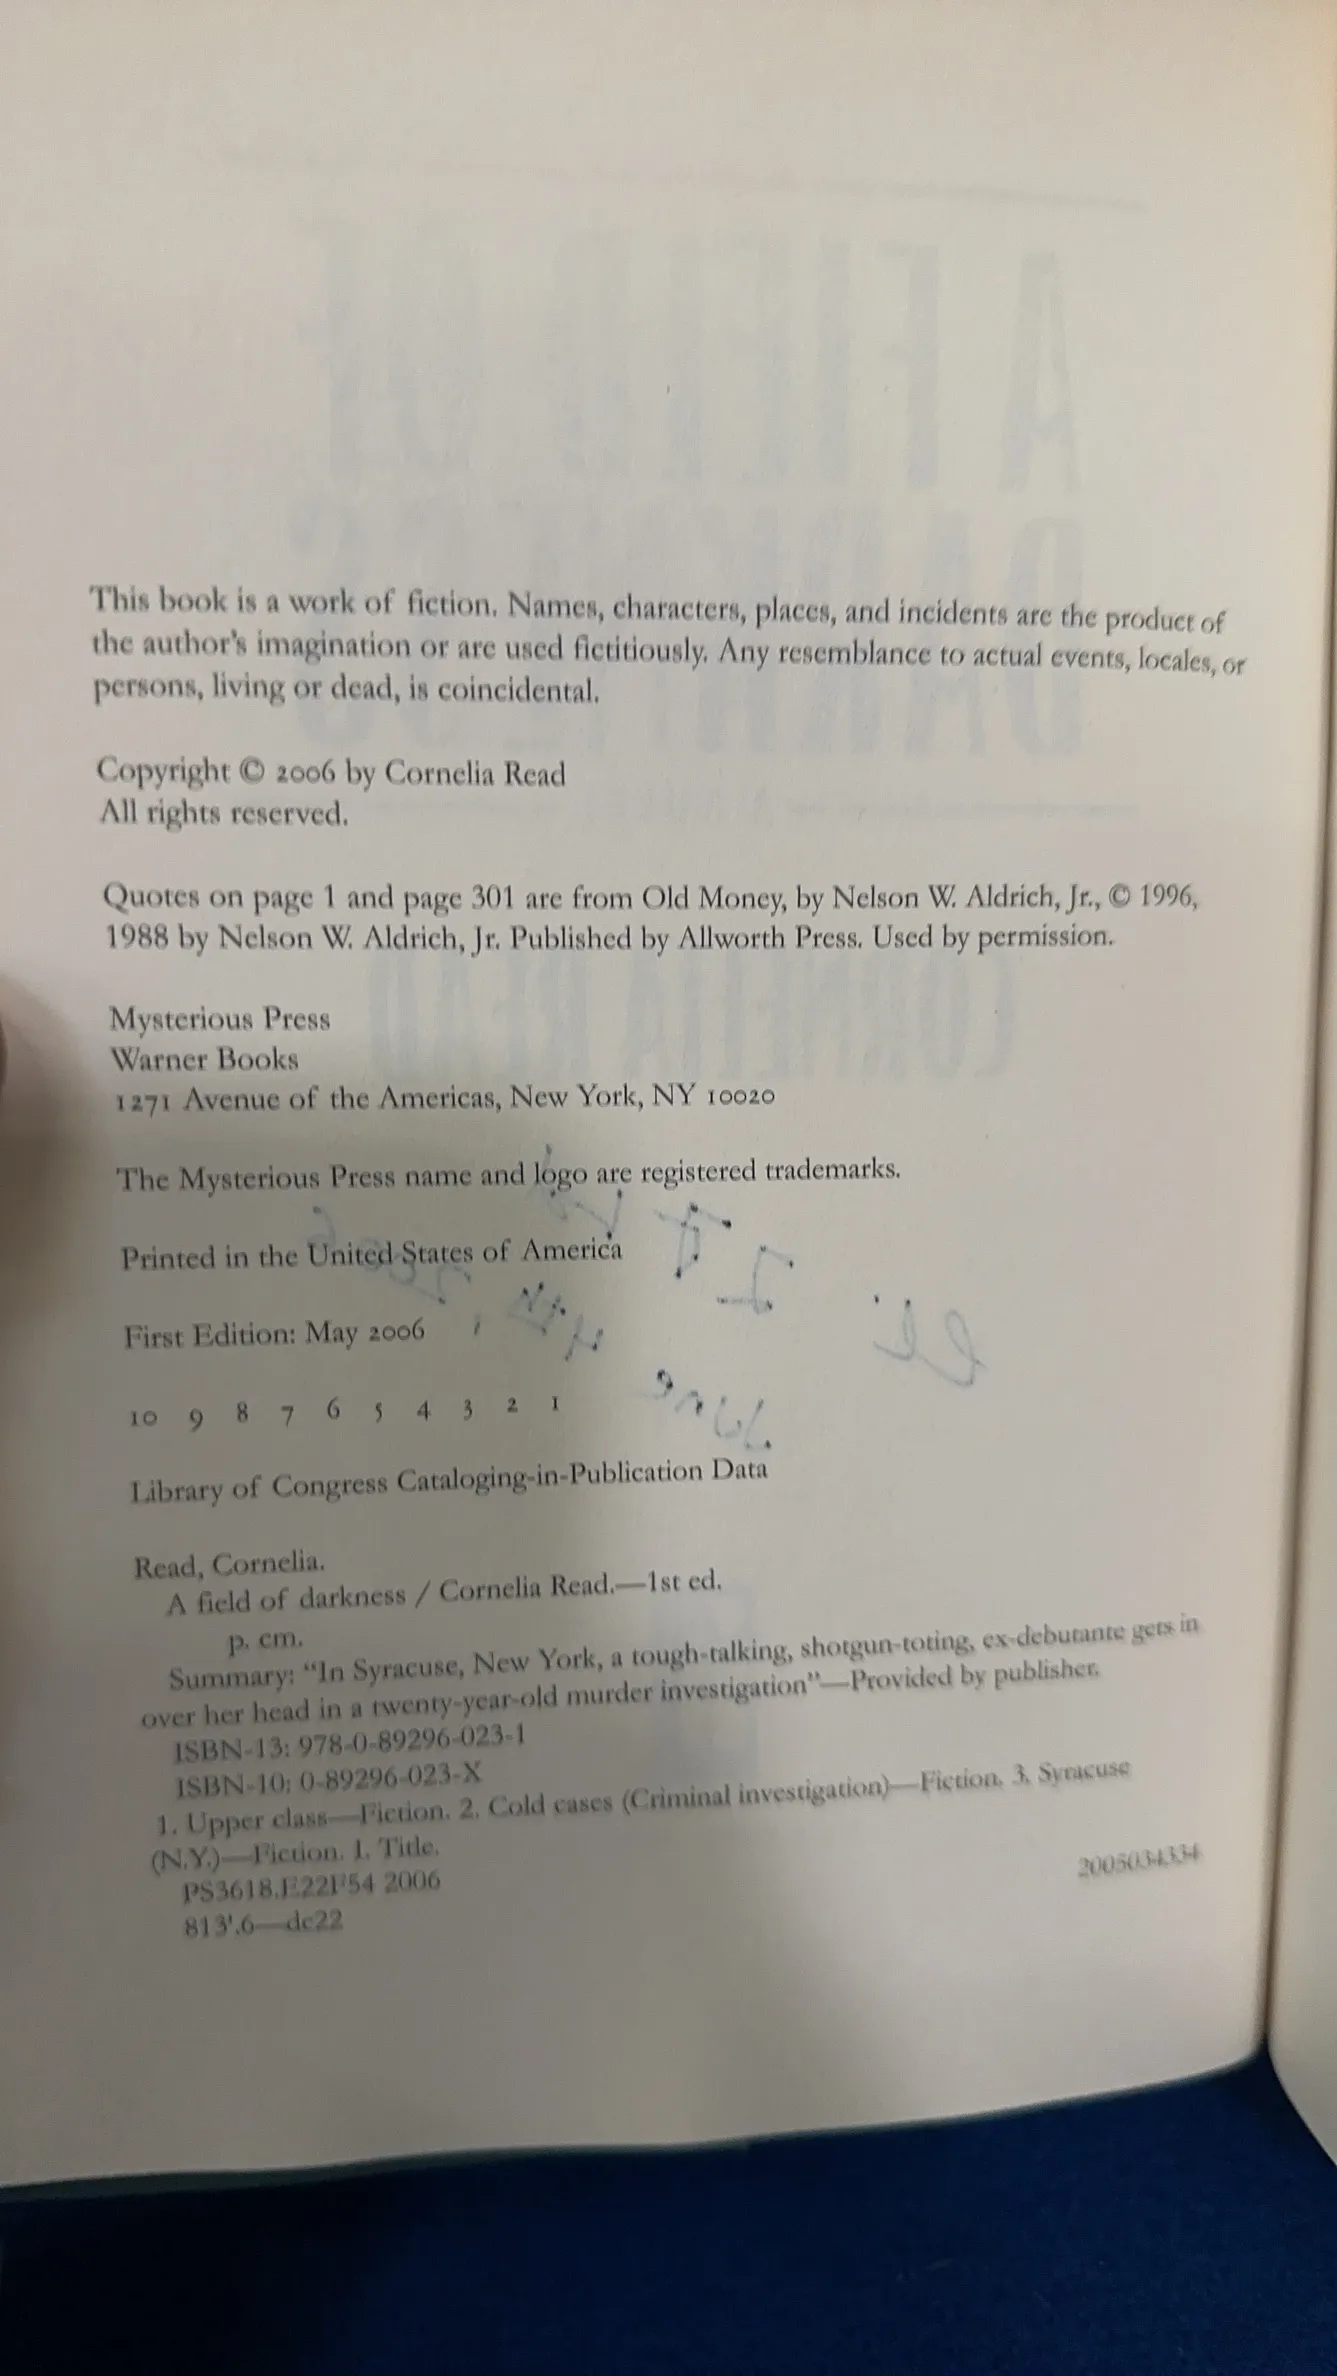 This book is a work of fiction. Names, characters, places, and incidents are the product of
the author's imagination or are used fictitiously. Any resemblance to actual events, locales, or
persons, living or dead, is coincidental.
Copyright © 2006 by Cornelia Read
All rights reserved.
Quotes on page 1 and page 301 are from Old Money, by Nelson W. Aldrich, Jr., © 1996,
1988 by Nelson W. Aldrich, Jr. Published by Allworth Press. Used by permission.
Mysterious Press
Warner Books
1271 Avenue of the Americas, New York, NY 10020
The Mysterious Press name and logo are registered trademarks.
Printed in the United States of America
First Edition: May 2006
10 9 8 7 6 5 4 3 2 1
Library of Congress Cataloging-in-Publication Data
Read, Cornelia.
A field of darkness / Cornelia Read.—1st ed.
p. cm.
Summary: "In Syracuse, New York, a tough-talking, shotgun-toting, ex-debutante gets in
over her head in a twenty-year-old murder investigation"—Provided by publisher.
ISBN-13: 978-0-89296-023-1
ISBN-10: 0-89296-023-X
1. Upper class—Fiction. 2. Cold cases (Criminal investigation)—Fiction. 3. Syracuse
(N.Y.)—Fiction. I. Title.
PS3618.E22F54 2006
813'.6—dc22
2005034334